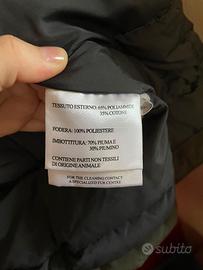 TESSUTO ESTERNO: 65% POLIAMMIDE
35% COTONE
FODERA: 100% POLIESTERE
IMBOTTITURA: 70% PIUMA E
30% PIUMINO
CONTIENE PARTI NON TESSILI
DI ORIGINE ANIMALE
FOR THE CLEANING CONTACT
A SPECIALIZED FUR CENTRE
subito